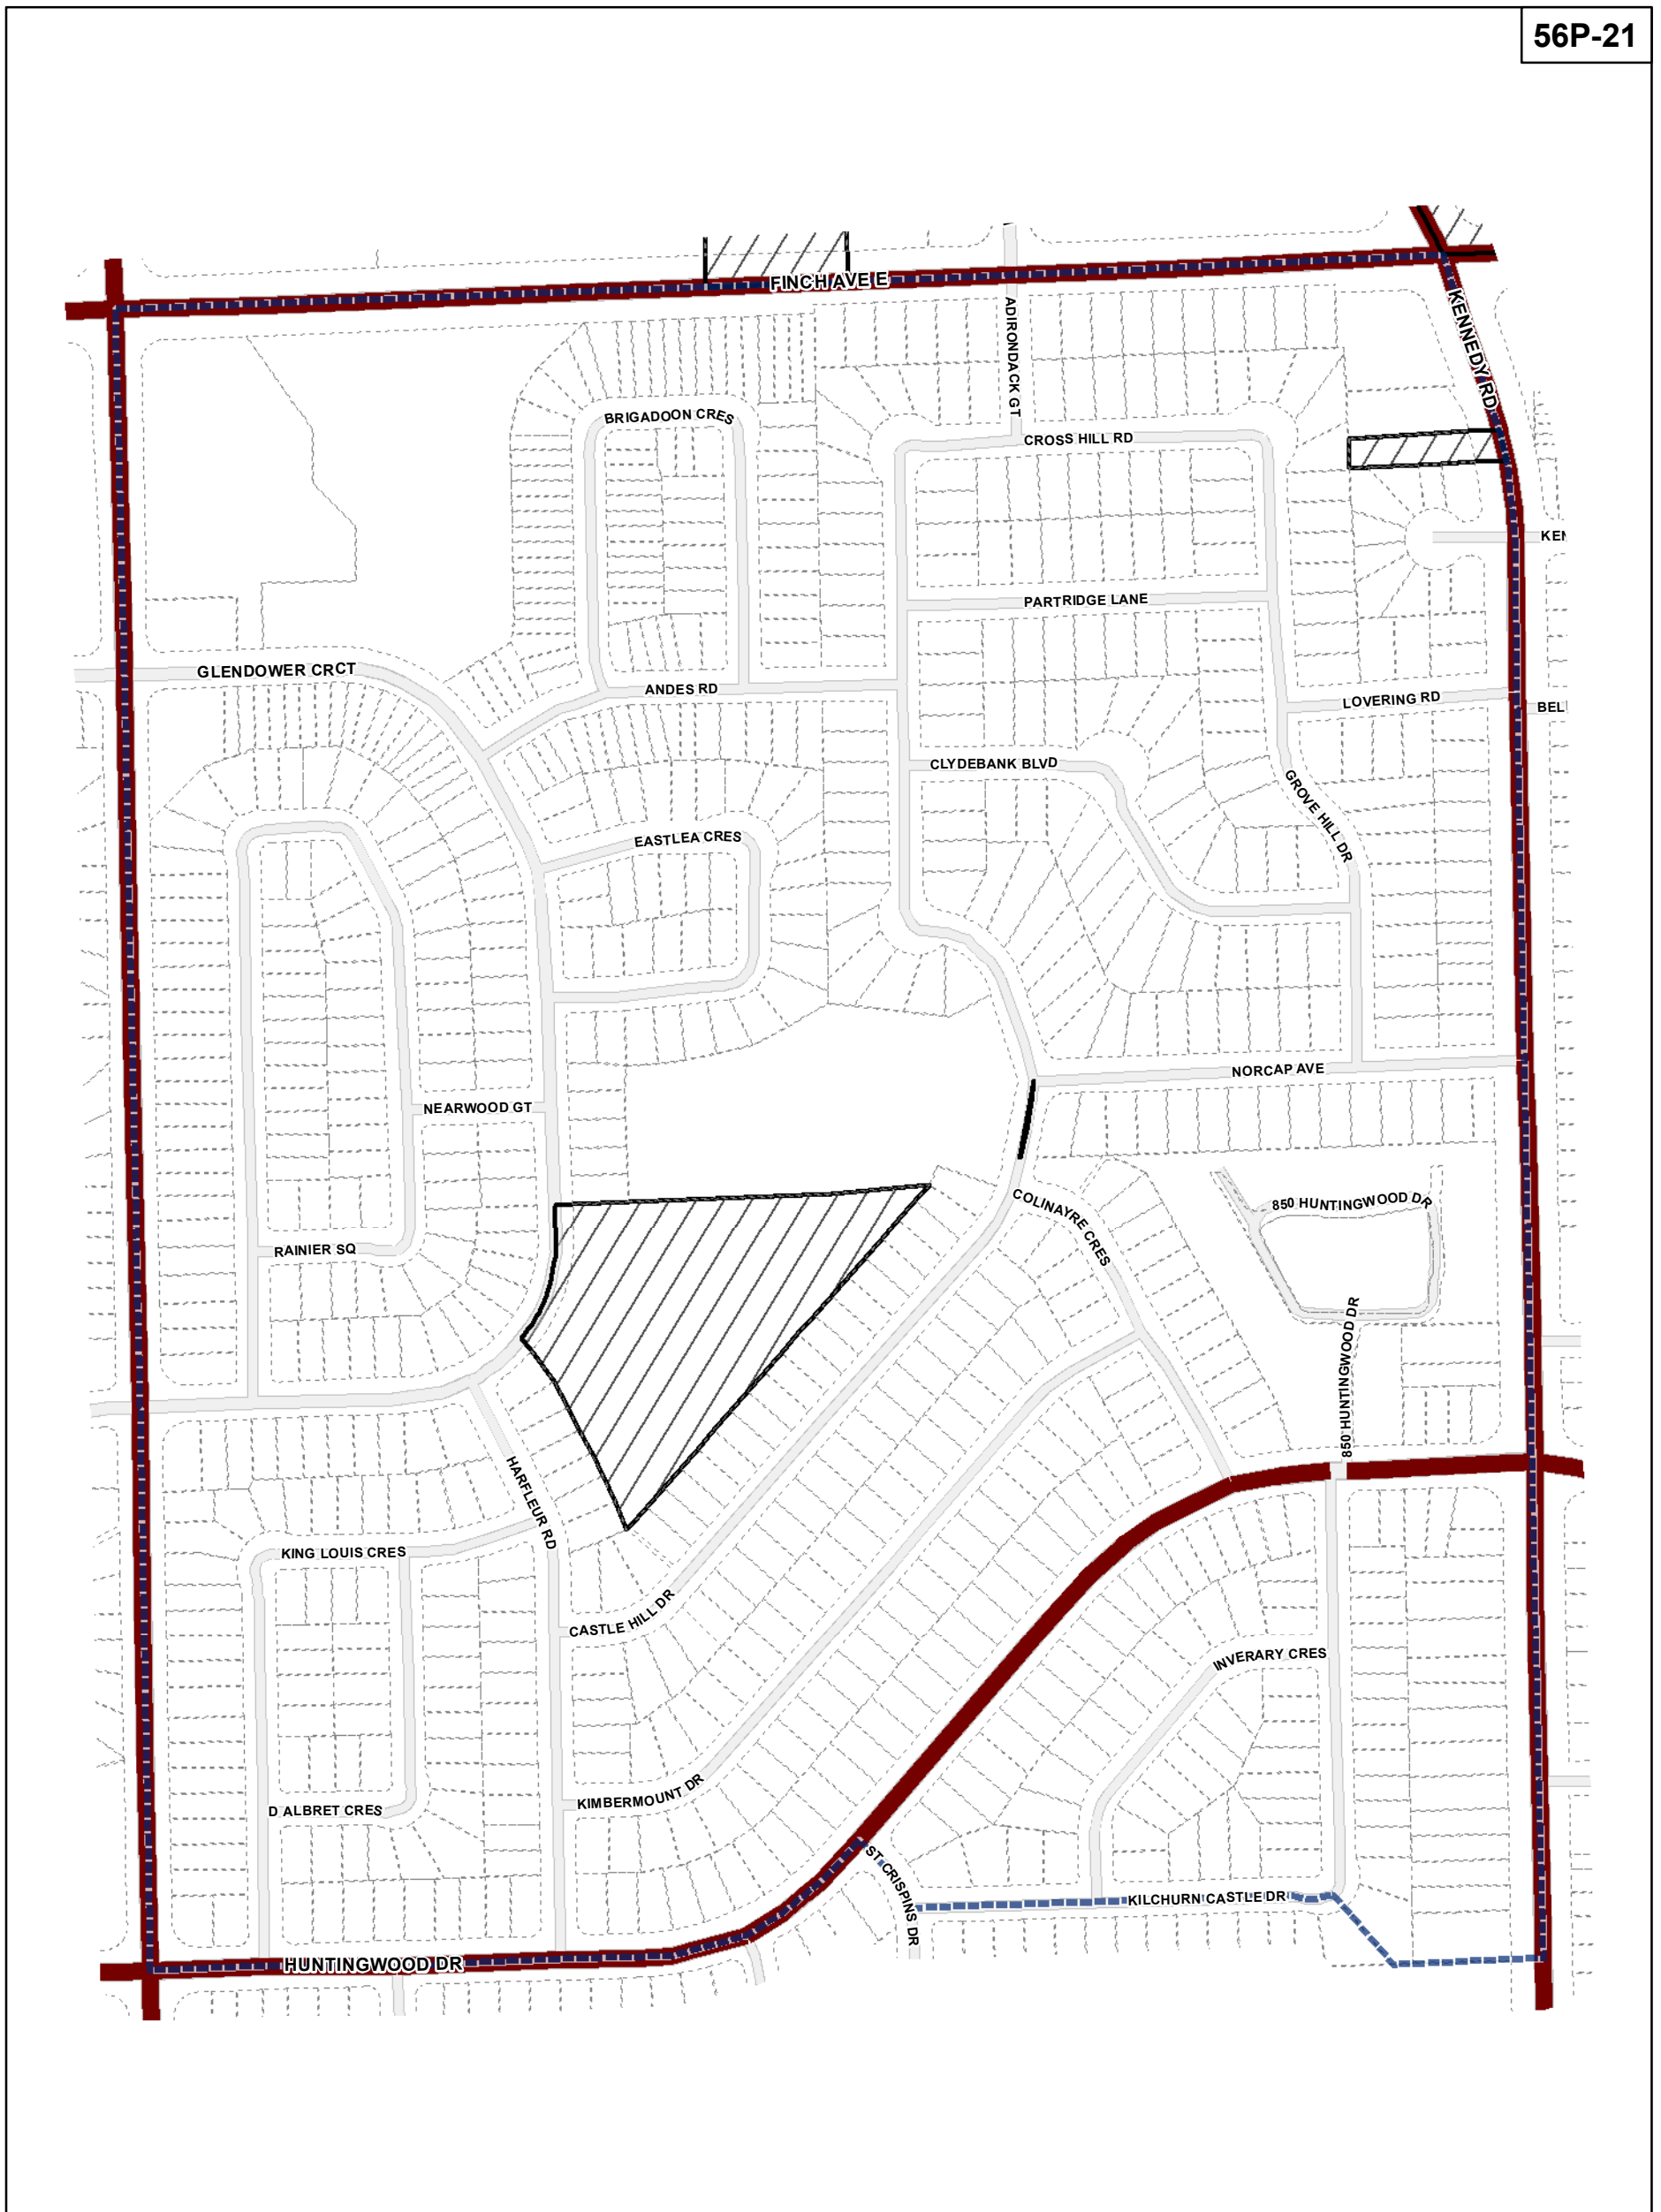 56P-21
FINCH AVE E
KENNEDY RD
ADIRONDACK GT
BRIGADOON CRES
CROSS HILL RD
KEN
PARTRIDGE LANE
GLENDOWER CRCT
ANDES RD
LOVERING RD
BEL
CLYDEBANK BLVD
GROVE HILL DR
EASTLEA CRES
NORCAP AVE
NEARWOOD GT
COLINAYRE CRES
850 HUNTINGWOOD DR
RAINIER SQ
850 HUNTINGWOOD DR
HARFLEUR RD
KING LOUIS CRES
CASTLE HILL DR
INVERARY CRES
KIMBERMOUNT DR
D ALBRET CRES
ST CRISPINS DR
KILCHURN CASTLE DR
HUNTINGWOOD DR